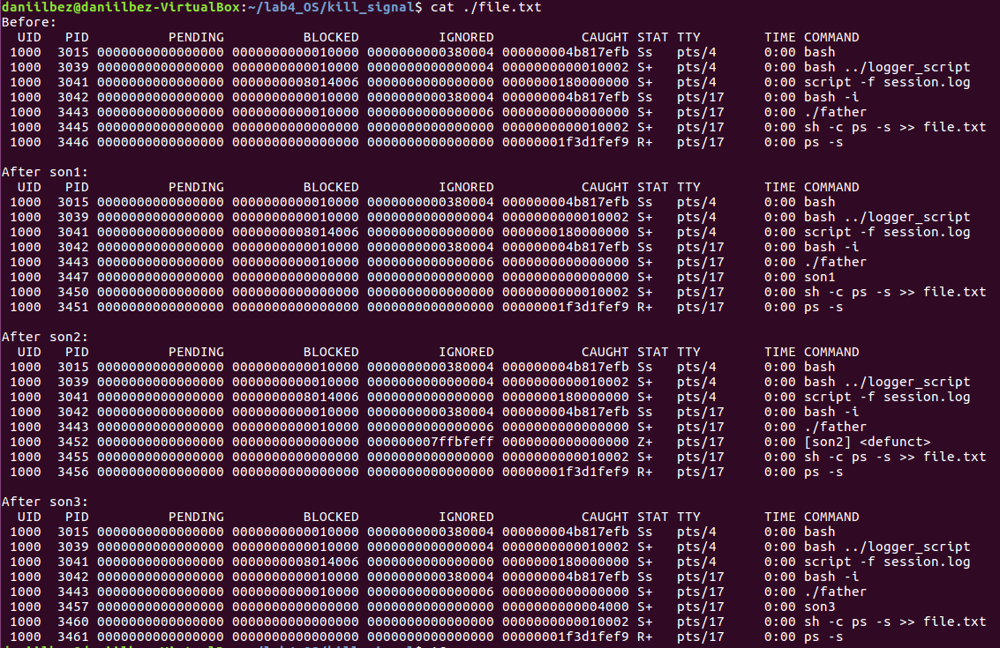 daniilbez@daniilbez-VirtualBox:~/lab4_OS/kill_signal$ cat ./file.txt
Before:
  UID   PID          PENDING          BLOCKED          IGNORED           CAUGHT STAT TTY        TIME COMMAND
 1000  3015 0000000000000000 0000000000010000 0000000000380004 000000004b817efb Ss   pts/4      0:00 bash
 1000  3039 0000000000000000 0000000000010000 0000000000000004 0000000000010002 S+   pts/4      0:00 bash ../logger_script
 1000  3041 0000000000000000 0000000008014006 0000000000000000 0000000180000000 S+   pts/4      0:00 script -f session.log
 1000  3042 0000000000000000 0000000000010000 0000000000380004 000000004b817efb Ss   pts/17     0:00 bash -i
 1000  3443 0000000000000000 0000000000010000 0000000000000006 0000000000000000 S+   pts/17     0:00 ./father
 1000  3445 0000000000000000 0000000000000000 0000000000000000 0000000000010002 S+   pts/17     0:00 sh -c ps -s >> file.txt
 1000  3446 0000000000000000 0000000000000000 0000000000000000 00000001f3d1fef9 R+   pts/17     0:00 ps -s
After son1:
  UID   PID          PENDING          BLOCKED          IGNORED           CAUGHT STAT TTY        TIME COMMAND
 1000  3015 0000000000000000 0000000000010000 0000000000380004 000000004b817efb Ss   pts/4      0:00 bash
 1000  3039 0000000000000000 0000000000010000 0000000000000004 0000000000010002 S+   pts/4      0:00 bash ../logger_script
 1000  3041 0000000000000000 0000000008014006 0000000000000000 0000000180000000 S+   pts/4      0:00 script -f session.log
 1000  3042 0000000000000000 0000000000010000 0000000000380004 000000004b817efb Ss   pts/17     0:00 bash -i
 1000  3443 0000000000000000 0000000000010000 0000000000000006 0000000000000000 S+   pts/17     0:00 ./father
 1000  3447 0000000000000000 0000000000000000 0000000000000000 0000000000000000 S+   pts/17     0:00 son1
 1000  3450 0000000000000000 0000000000000000 0000000000000000 0000000000010002 S+   pts/17     0:00 sh -c ps -s >> file.txt
 1000  3451 0000000000000000 0000000000000000 0000000000000000 00000001f3d1fef9 R+   pts/17     0:00 ps -s
After son2:
  UID   PID          PENDING          BLOCKED          IGNORED           CAUGHT STAT TTY        TIME COMMAND
 1000  3015 0000000000000000 0000000000010000 0000000000380004 000000004b817efb Ss   pts/4      0:00 bash
 1000  3039 0000000000000000 0000000000010000 0000000000000004 0000000000010002 S+   pts/4      0:00 bash ../logger_script
 1000  3041 0000000000000000 0000000008014006 0000000000000000 0000000180000000 S+   pts/4      0:00 script -f session.log
 1000  3042 0000000000000000 0000000000010000 0000000000380004 000000004b817efb Ss   pts/17     0:00 bash -i
 1000  3443 0000000000000000 0000000000010000 0000000000000006 0000000000000000 S+   pts/17     0:00 ./father
 1000  3452 0000000000000000 0000000000000000 000000007ffbfeff 0000000000000000 Z+   pts/17     0:00 [son2] <defunct>
 1000  3455 0000000000000000 0000000000000000 0000000000000000 0000000000010002 S+   pts/17     0:00 sh -c ps -s >> file.txt
 1000  3456 0000000000000000 0000000000000000 0000000000000000 00000001f3d1fef9 R+   pts/17     0:00 ps -s
After son3:
  UID   PID          PENDING          BLOCKED          IGNORED           CAUGHT STAT TTY        TIME COMMAND
 1000  3015 0000000000000000 0000000000010000 0000000000380004 000000004b817efb Ss   pts/4      0:00 bash
 1000  3039 0000000000000000 0000000000010000 0000000000000004 0000000000010002 S+   pts/4      0:00 bash ../logger_script
 1000  3041 0000000000000000 0000000008014006 0000000000000000 0000000180000000 S+   pts/4      0:00 script -f session.log
 1000  3042 0000000000000000 0000000000010000 0000000000380004 000000004b817efb Ss   pts/17     0:00 bash -i
 1000  3443 0000000000000000 0000000000010000 0000000000000006 0000000000000000 S+   pts/17     0:00 ./father
 1000  3457 0000000000000000 0000000000000000 0000000000000000 0000000000004000 S+   pts/17     0:00 son3
 1000  3460 0000000000000000 0000000000000000 0000000000000000 0000000000010002 S+   pts/17     0:00 sh -c ps -s >> file.txt
 1000  3461 0000000000000000 0000000000000000 0000000000000000 00000001f3d1fef9 R+   pts/17     0:00 ps -s